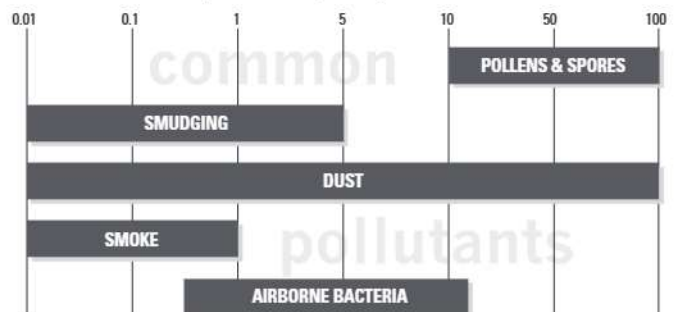 0.01 0.1 1 5 10 50 100
common
POLLENS & SPORES
SMUDGING
DUST
SMOKE
pollutants
AIRBORNE BACTERIA